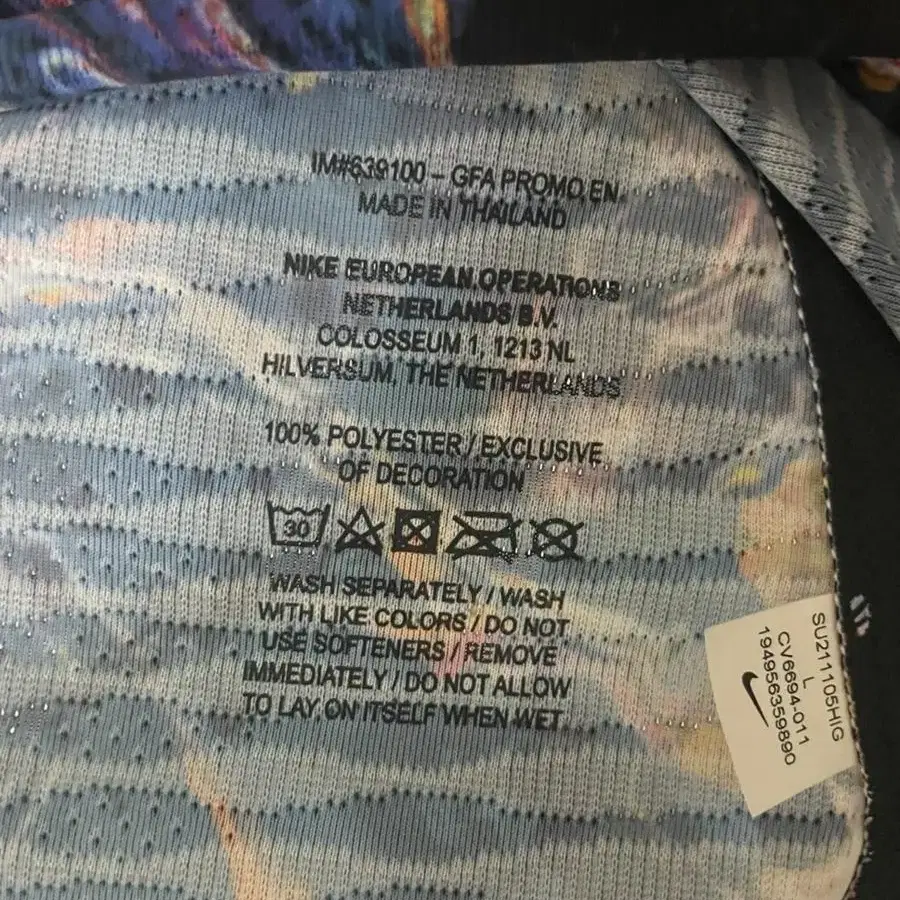 IM#639100 – GFA PROMO,EN,
MADE IN THAILAND
NIKE EUROPEAN OPERATIONS
NETHERLANDS B.V.
COLOSSEUM 1, 1213 NL
HILVERSUM, THE NETHERLANDS
100% POLYESTER / EXCLUSIVE
OF DECORATION
30
WASH SEPARATELY / WASH
WITH LIKE COLORS / DO NOT
USE SOFTENERS / REMOVE
IMMEDIATELY / DO NOT ALLOW
TO LAY ON ITSELF WHEN WET
SU211105HIG
L
CV6694-011
194956359890